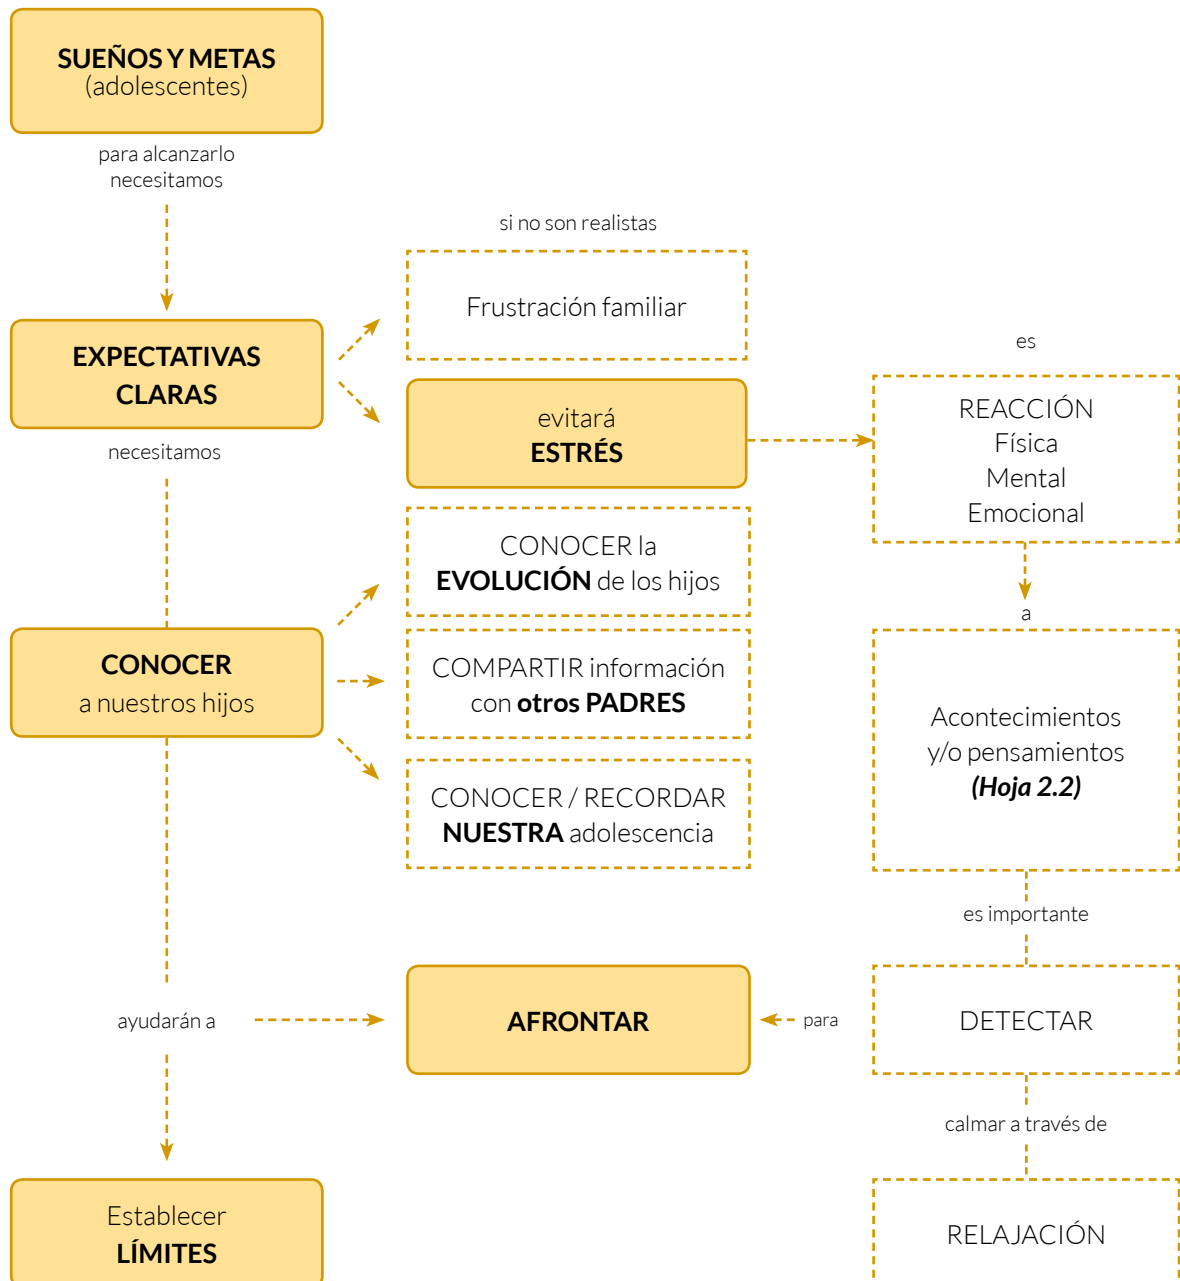 SUEÑOS Y METAS
(adolescentes)
para alcanzarlo
necesitamos
si no son realistas
Frustración familiar
EXPECTATIVAS
CLARAS
evitará
ESTRÉS
es
REACCIÓN
Física
Mental
Emocional
necesitamos
CONOCER la
EVOLUCIÓN de los hijos
a
CONOCER
a nuestros hijos
COMPARTIR información
con otros PADRES
Acontecimientos
y/o pensamientos
(Hoja 2.2)
CONOCER / RECORDAR
NUESTRA adolescencia
es importante
ayudarán a
AFRONTAR
para
DETECTAR
calmar a través de
Establecer
LÍMITES
RELAJACIÓN